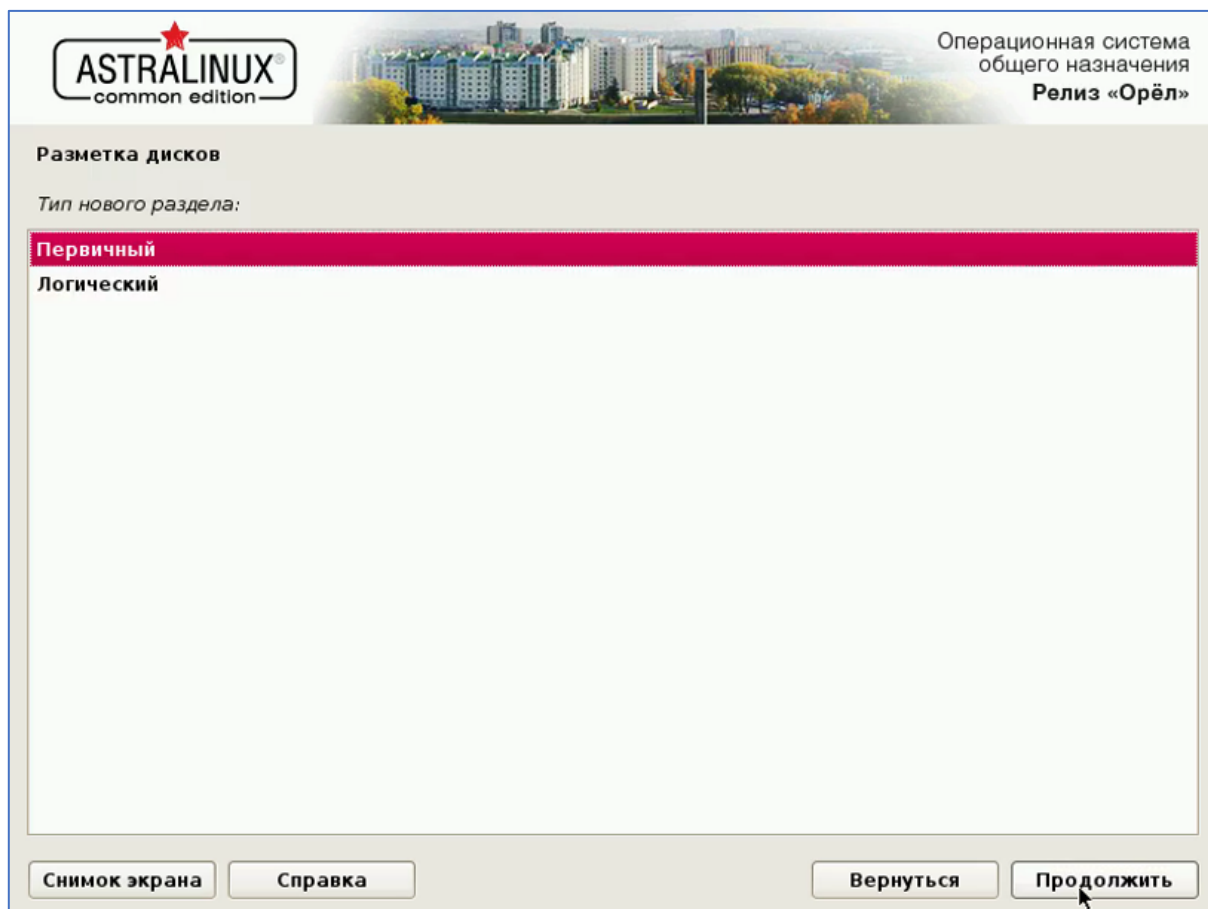 ASTRALINUX®
common edition
Операционная система
общего назначения
Релиз «Орёл»
Разметка дисков
Тип нового раздела:
Первичный
Логический
Снимок экрана
Справка
Вернуться
Продолжить